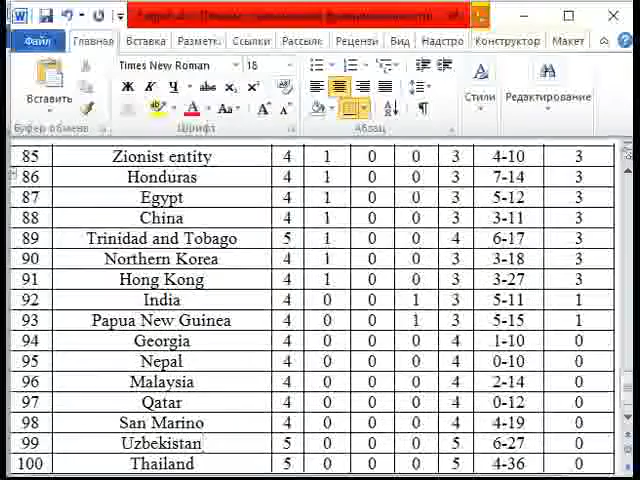 Файл Главная Вставка Разметк Ссылки Рассылк Рецензи Вид Надстро Конструктор Макет
Times New Roman 18
Вставить Ж К Ч abc Aa Стили Редактирование
Буфер обмена Шрифт Абзац
85 Zionist entity 4 1 0 0 3 4-10 3
86 Honduras 4 1 0 0 3 7-14 3
87 Egypt 4 1 0 0 3 5-12 3
88 China 4 1 0 0 3 3-11 3
89 Trinidad and Tobago 5 1 0 0 4 6-17 3
90 Northern Korea 4 1 0 0 3 3-18 3
91 Hong Kong 4 1 0 0 3 3-27 3
92 India 4 0 0 1 3 5-11 1
93 Papua New Guinea 4 0 0 1 3 5-15 1
94 Georgia 4 0 0 0 4 1-10 0
95 Nepal 4 0 0 0 4 0-10 0
96 Malaysia 4 0 0 0 4 2-14 0
97 Qatar 4 0 0 0 4 0-12 0
98 San Marino 4 0 0 0 4 4-19 0
99 Uzbekistan 5 0 0 0 5 6-27 0
100 Thailand 5 0 0 0 5 4-36 0